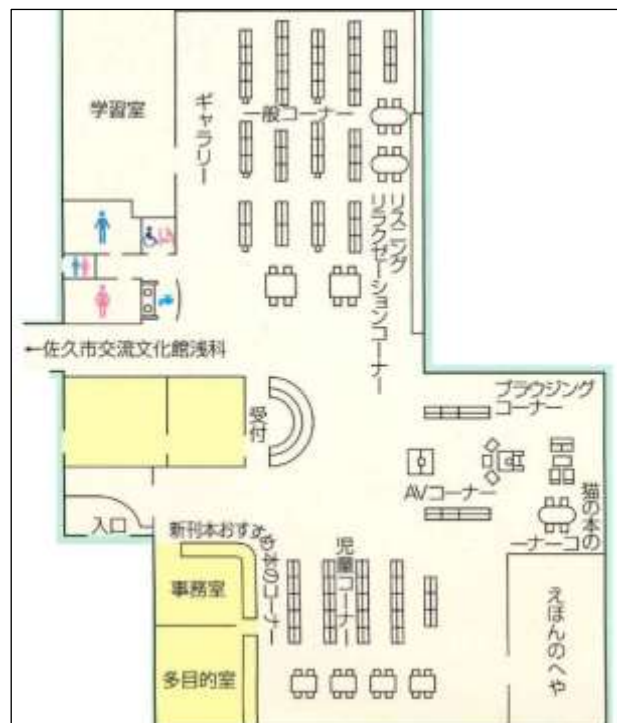 学習室
ギャラリー
一般コーナー
リスニング
リラクゼーションコーナー
←佐久市交流文化館浅科
受付
ブラウジング
コーナー
AVコーナー
猫の本の
コーナー
入口
新刊本おすすめ本のコーナー
児童コーナー
事務室
えほんのへや
多目的室